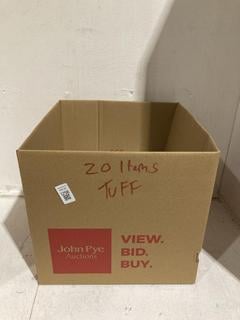 20 Items
TUFF
John Pye
Auctions
VIEW.
BID.
BUY.